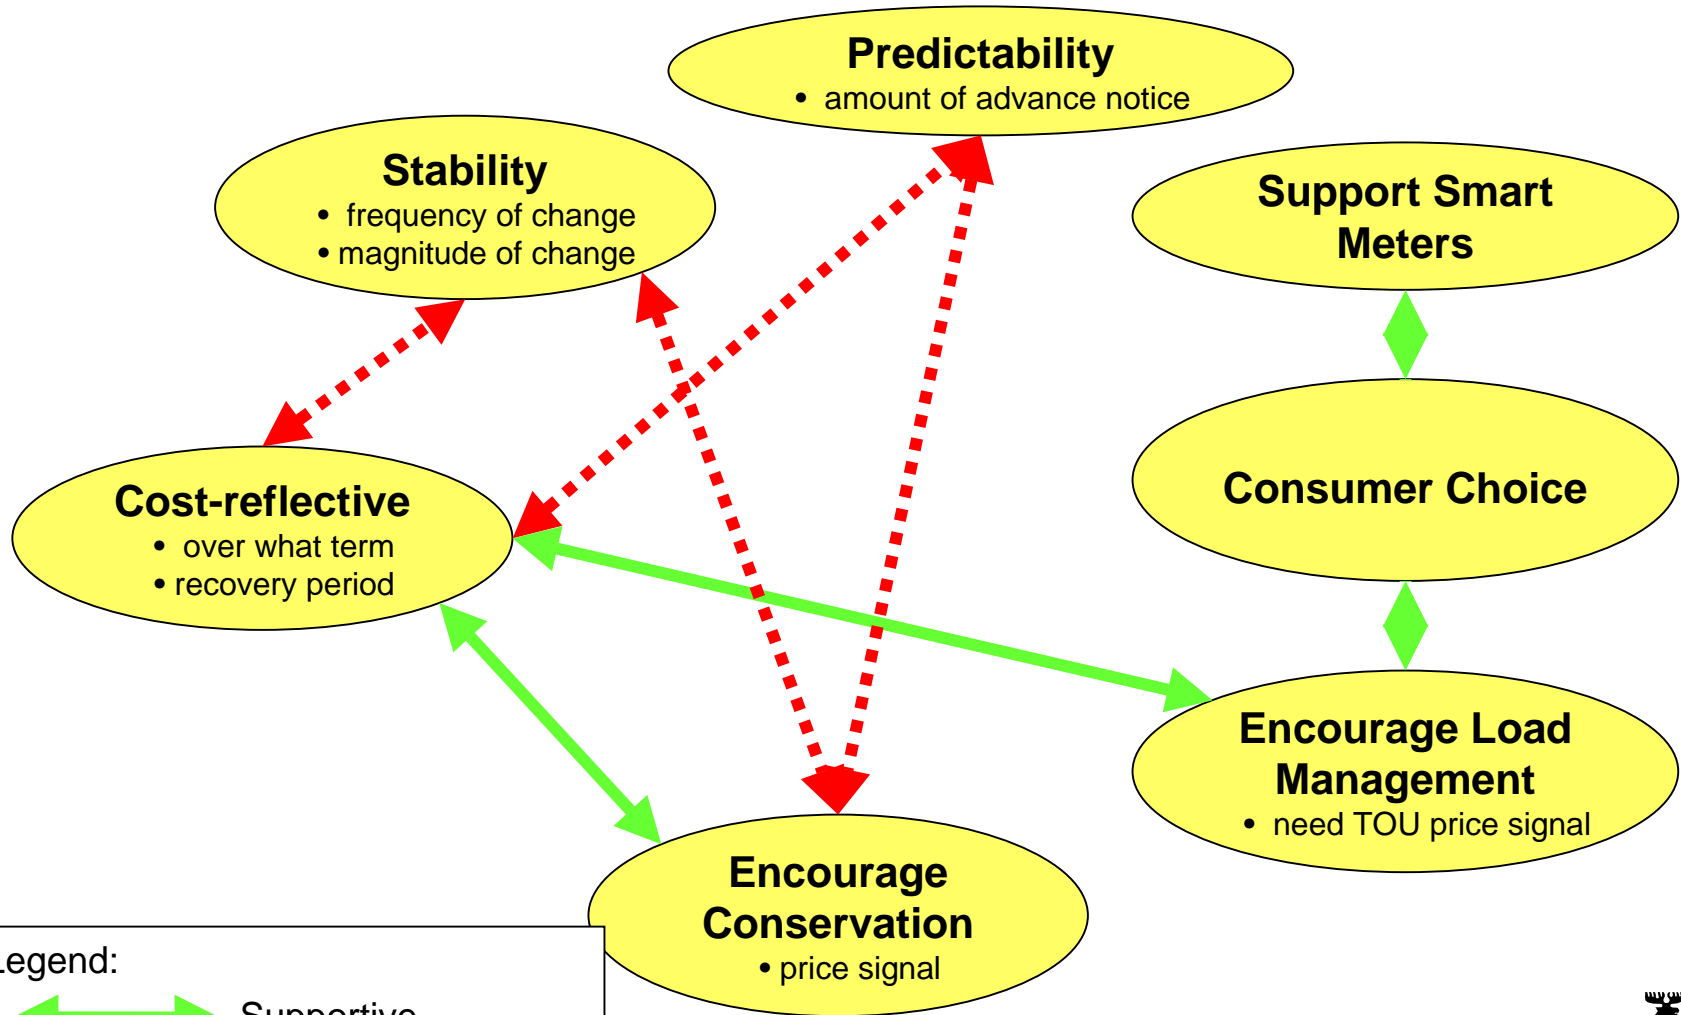 Predictability
• amount of advance notice
Stability
• frequency of change
• magnitude of change
Support Smart
Meters
Cost-reflective
• over what term
• recovery period
Consumer Choice
Encourage Load
Management
• need TOU price signal
Encourage
Conservation
• price signal
Legend:
Supportive